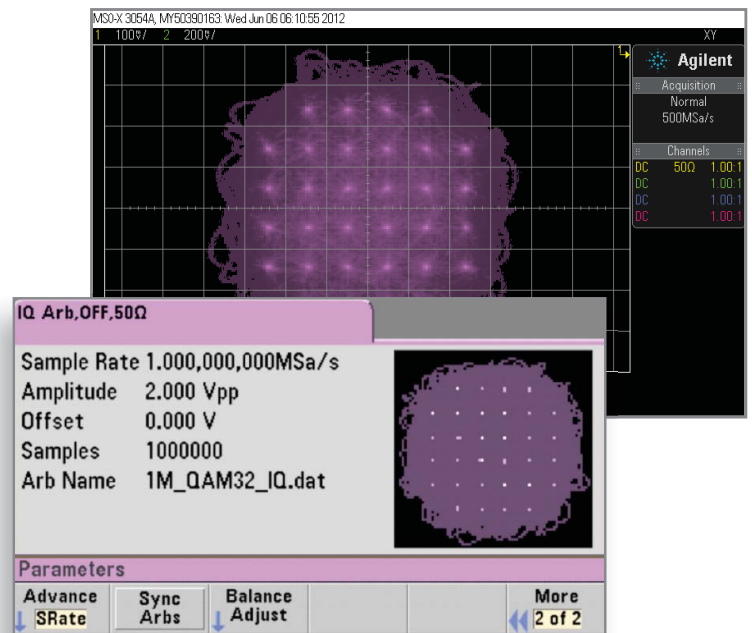 MSO-X 3054A, MY50390163: Wed Jun 06 06:10:55 2012
1 100▿/ 2 200▿/ XY
1
Agilent
Acquisition
Normal
500MSa/s
Channels
DC 50Ω 1.00:1
DC 1.00:1
DC 1.00:1
DC 1.00:1
IQ Arb,OFF,50Ω
Sample Rate 1.000,000,000MSa/s
Amplitude 2.000 Vpp
Offset 0.000 V
Samples 1000000
Arb Name 1M_QAM32_IQ.dat
Parameters
Advance Sync Balance More
SRate Arbs Adjust 2 of 2